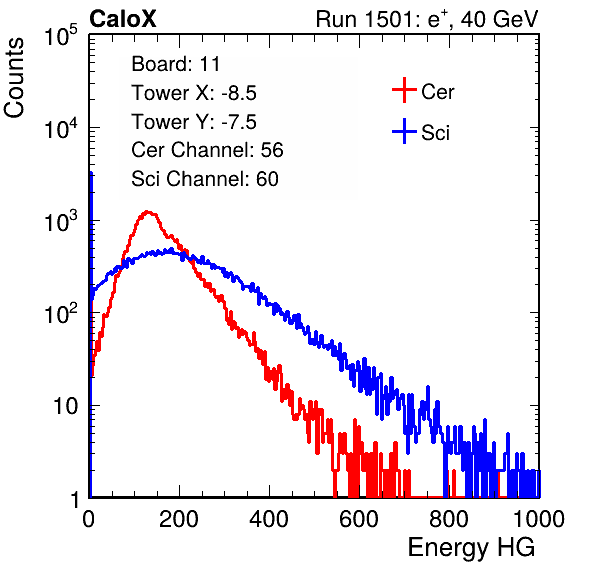 CaloX Run 1501: e⁺, 40 GeV
Counts
10⁵
10⁴
10³
10²
10
1
Board: 11
Tower X: -8.5
Tower Y: -7.5
Cer Channel: 56
Sci Channel: 60
Cer
Sci
0 200 400 600 800 1000
Energy HG